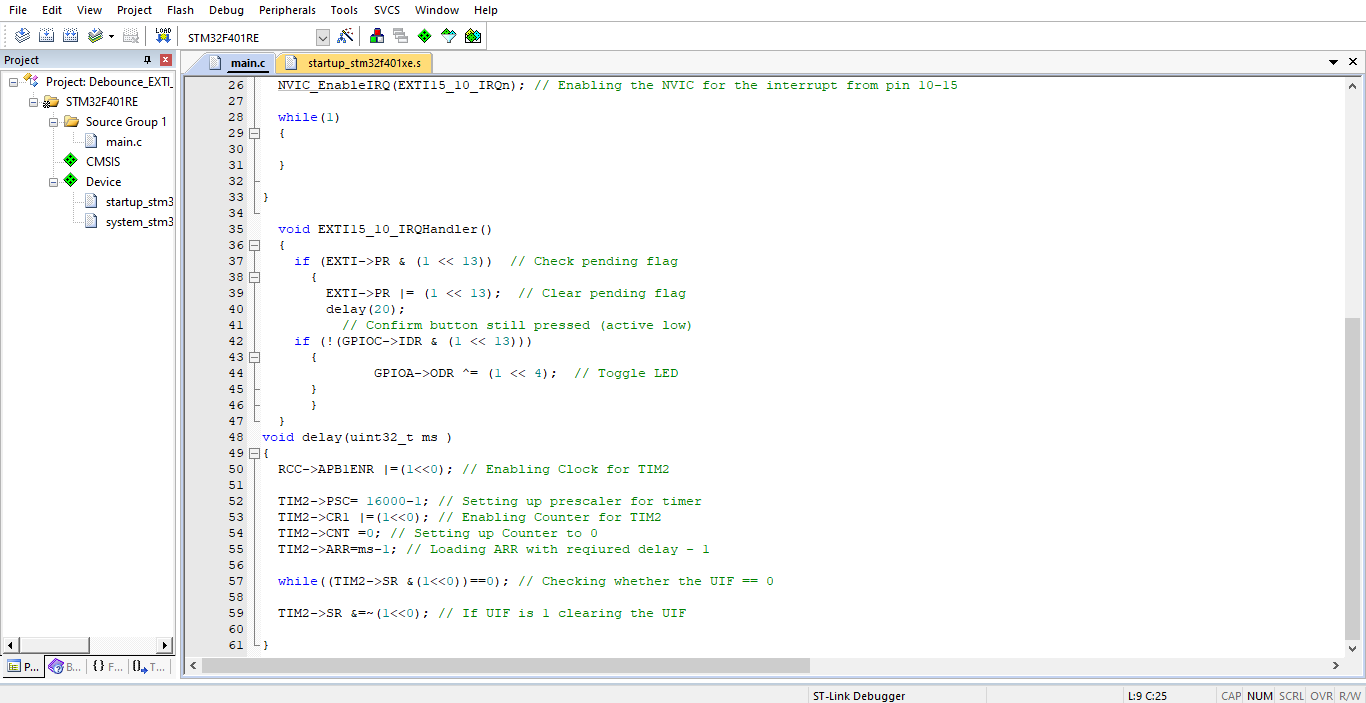 File Edit View Project Flash Debug Peripherals Tools SVCS Window Help
LOAD STM32F401RE
Project
main.c startup_stm32f401xe.s
Project: Debounce_EXTI_
STM32F401RE
Source Group 1
main.c
CMSIS
Device
startup_stm3
system_stm3
P... B... {} F... {} T...
26 NVIC_EnableIRQ(EXTI15_10_IRQn); // Enabling the NVIC for the interrupt from pin 10-15
27
28 while(1)
29 {
30
31 }
32
33 }
34
35 void EXTI15_10_IRQHandler()
36 {
37 if (EXTI->PR & (1 << 13)) // Check pending flag
38 {
39 EXTI->PR |= (1 << 13); // Clear pending flag
40 delay(20);
41 // Confirm button still pressed (active low)
42 if (!(GPIOC->IDR & (1 << 13)))
43 {
44 GPIOA->ODR ^= (1 << 4); // Toggle LED
45 }
46 }
47 }
48 void delay(uint32_t ms )
49 {
50 RCC->APB1ENR |=(1<<0); // Enabling Clock for TIM2
51
52 TIM2->PSC= 16000-1; // Setting up prescaler for timer
53 TIM2->CR1 |=(1<<0); // Enabling Counter for TIM2
54 TIM2->CNT =0; // Setting up Counter to 0
55 TIM2->ARR=ms-1; // Loading ARR with reqiured delay - 1
56
57 while((TIM2->SR &(1<<0))==0); // Checking whether the UIF == 0
58
59 TIM2->SR &=~(1<<0); // If UIF is 1 clearing the UIF
60
61 }
ST-Link Debugger L:9 C:25 CAP NUM SCRL OVR R/W